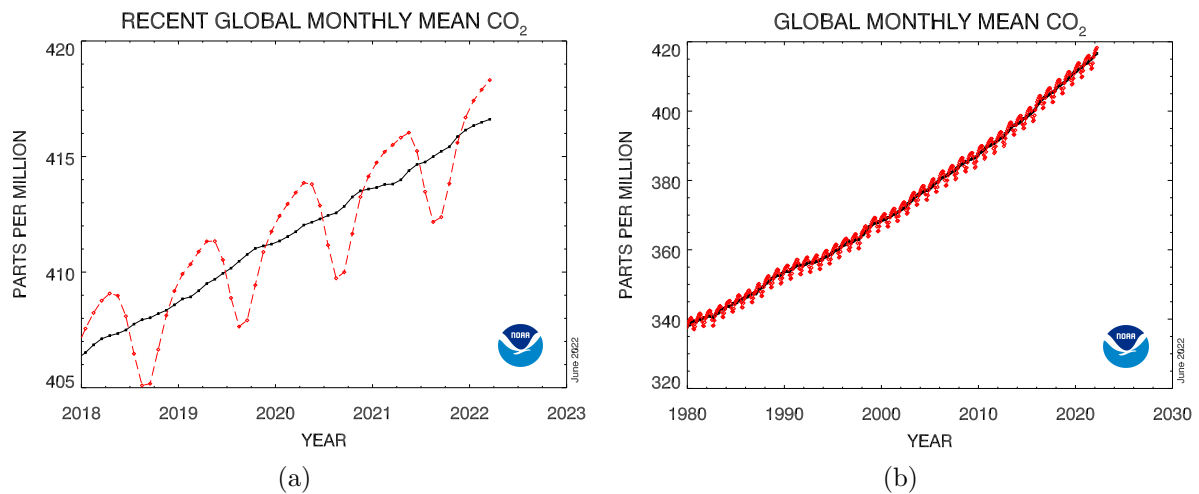 RECENT GLOBAL MONTHLY MEAN CO2
420
415
410
405
PARTS PER MILLION
2018 2019 2020 2021 2022 2023
YEAR
NOAA
June 2022
(a)
GLOBAL MONTHLY MEAN CO2
420
400
380
360
340
320
PARTS PER MILLION
1980 1990 2000 2010 2020 2030
YEAR
NOAA
June 2022
(b)